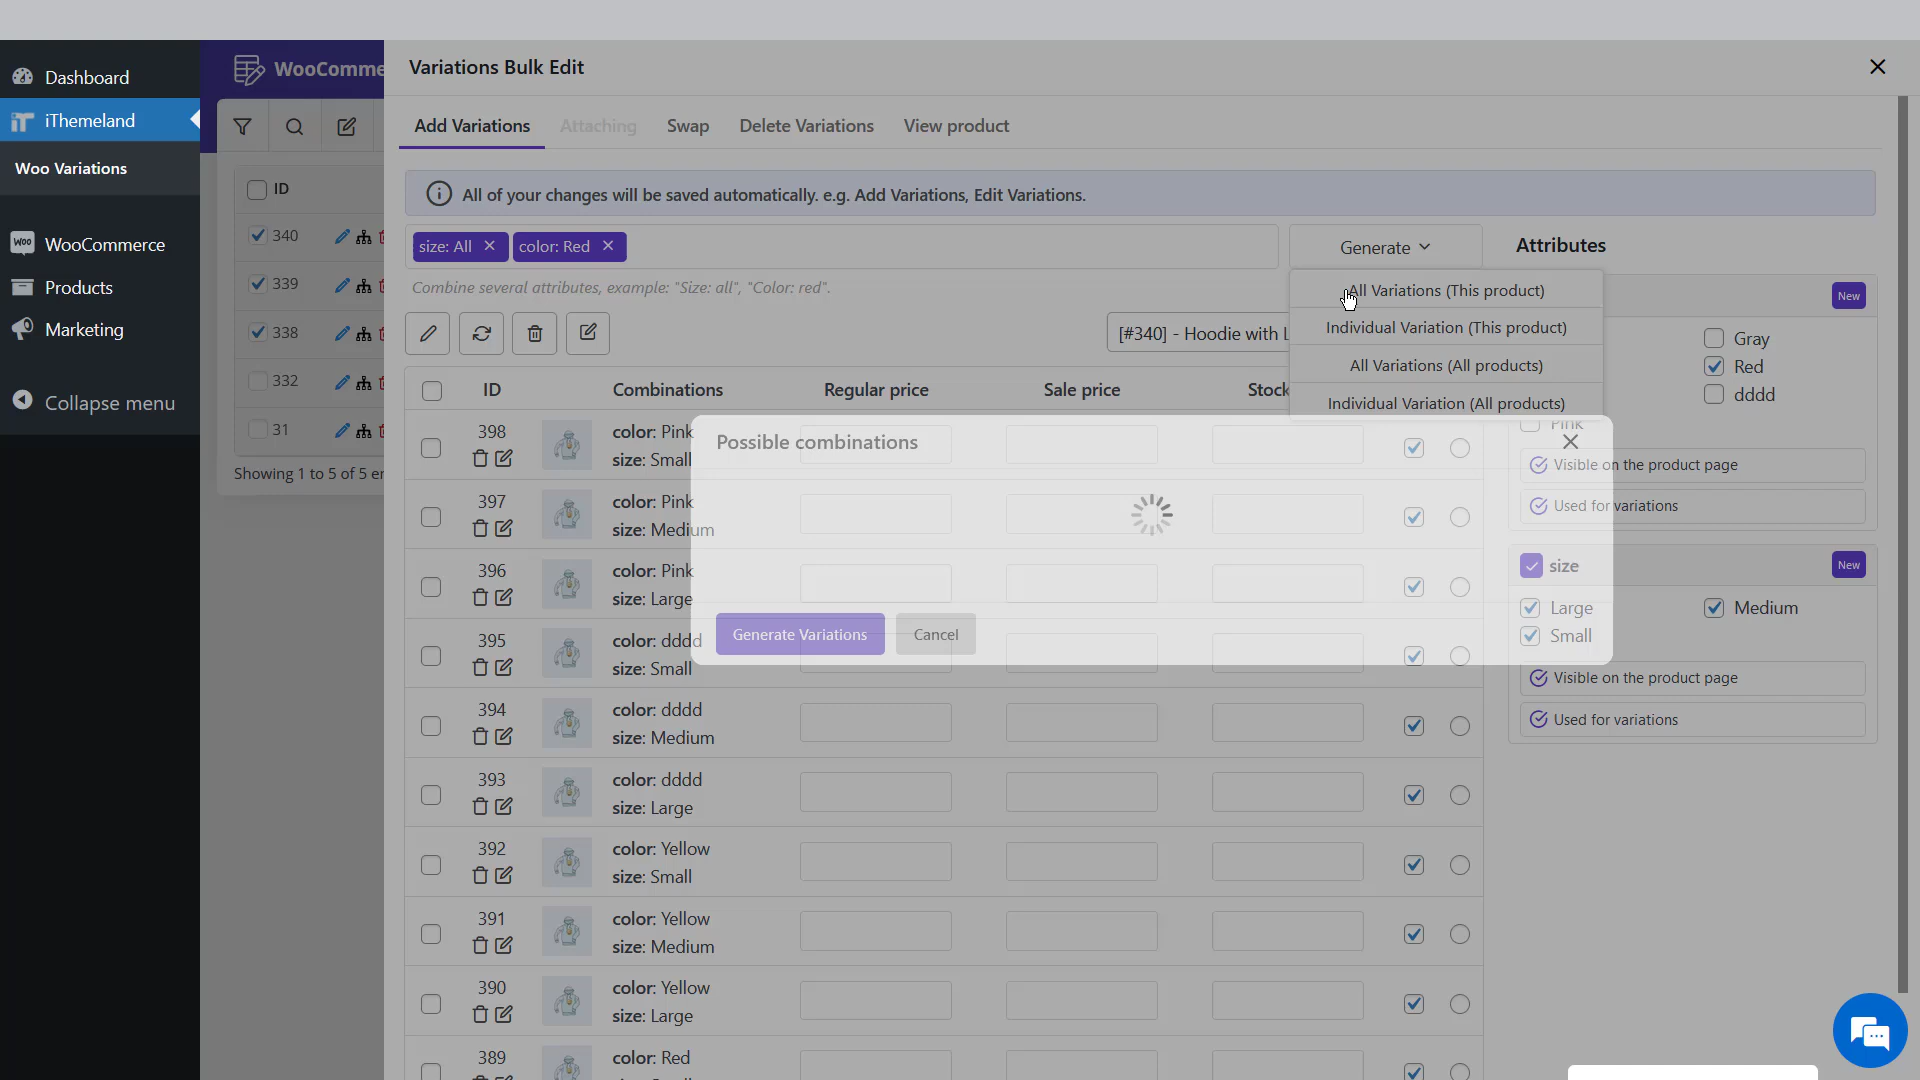 Dashboard
iThemeland
Woo Variations
WooCommerce
Products
Marketing
Collapse menu
WooComme
ID
340
339
338
332
31
Showing 1 to 5 of 5 en
Variations Bulk Edit
Add Variations
Attaching
Swap
Delete Variations
View product
All of your changes will be saved automatically. e.g. Add Variations, Edit Variations.
size: All
color: Red
Combine several attributes, example: "Size: all", "Color: red".
Generate
All Variations (This product)
Individual Variation (This product)
All Variations (All products)
Individual Variation (All products)
[#340] - Hoodie with L
ID Combinations Regular price Sale price Stock
398 color: Pink
size: Small
397 color: Pink
size: Medium
396 color: Pink
size: Large
395 color: dddd
size: Small
394 color: dddd
size: Medium
393 color: dddd
size: Large
392 color: Yellow
size: Small
391 color: Yellow
size: Medium
390 color: Yellow
size: Large
389 color: Red
Possible combinations
Generate Variations
Cancel
Attributes
New
Gray
Red
dddd
Pink
Visible on the product page
Used for variations
size
New
Large
Medium
Small
Visible on the product page
Used for variations